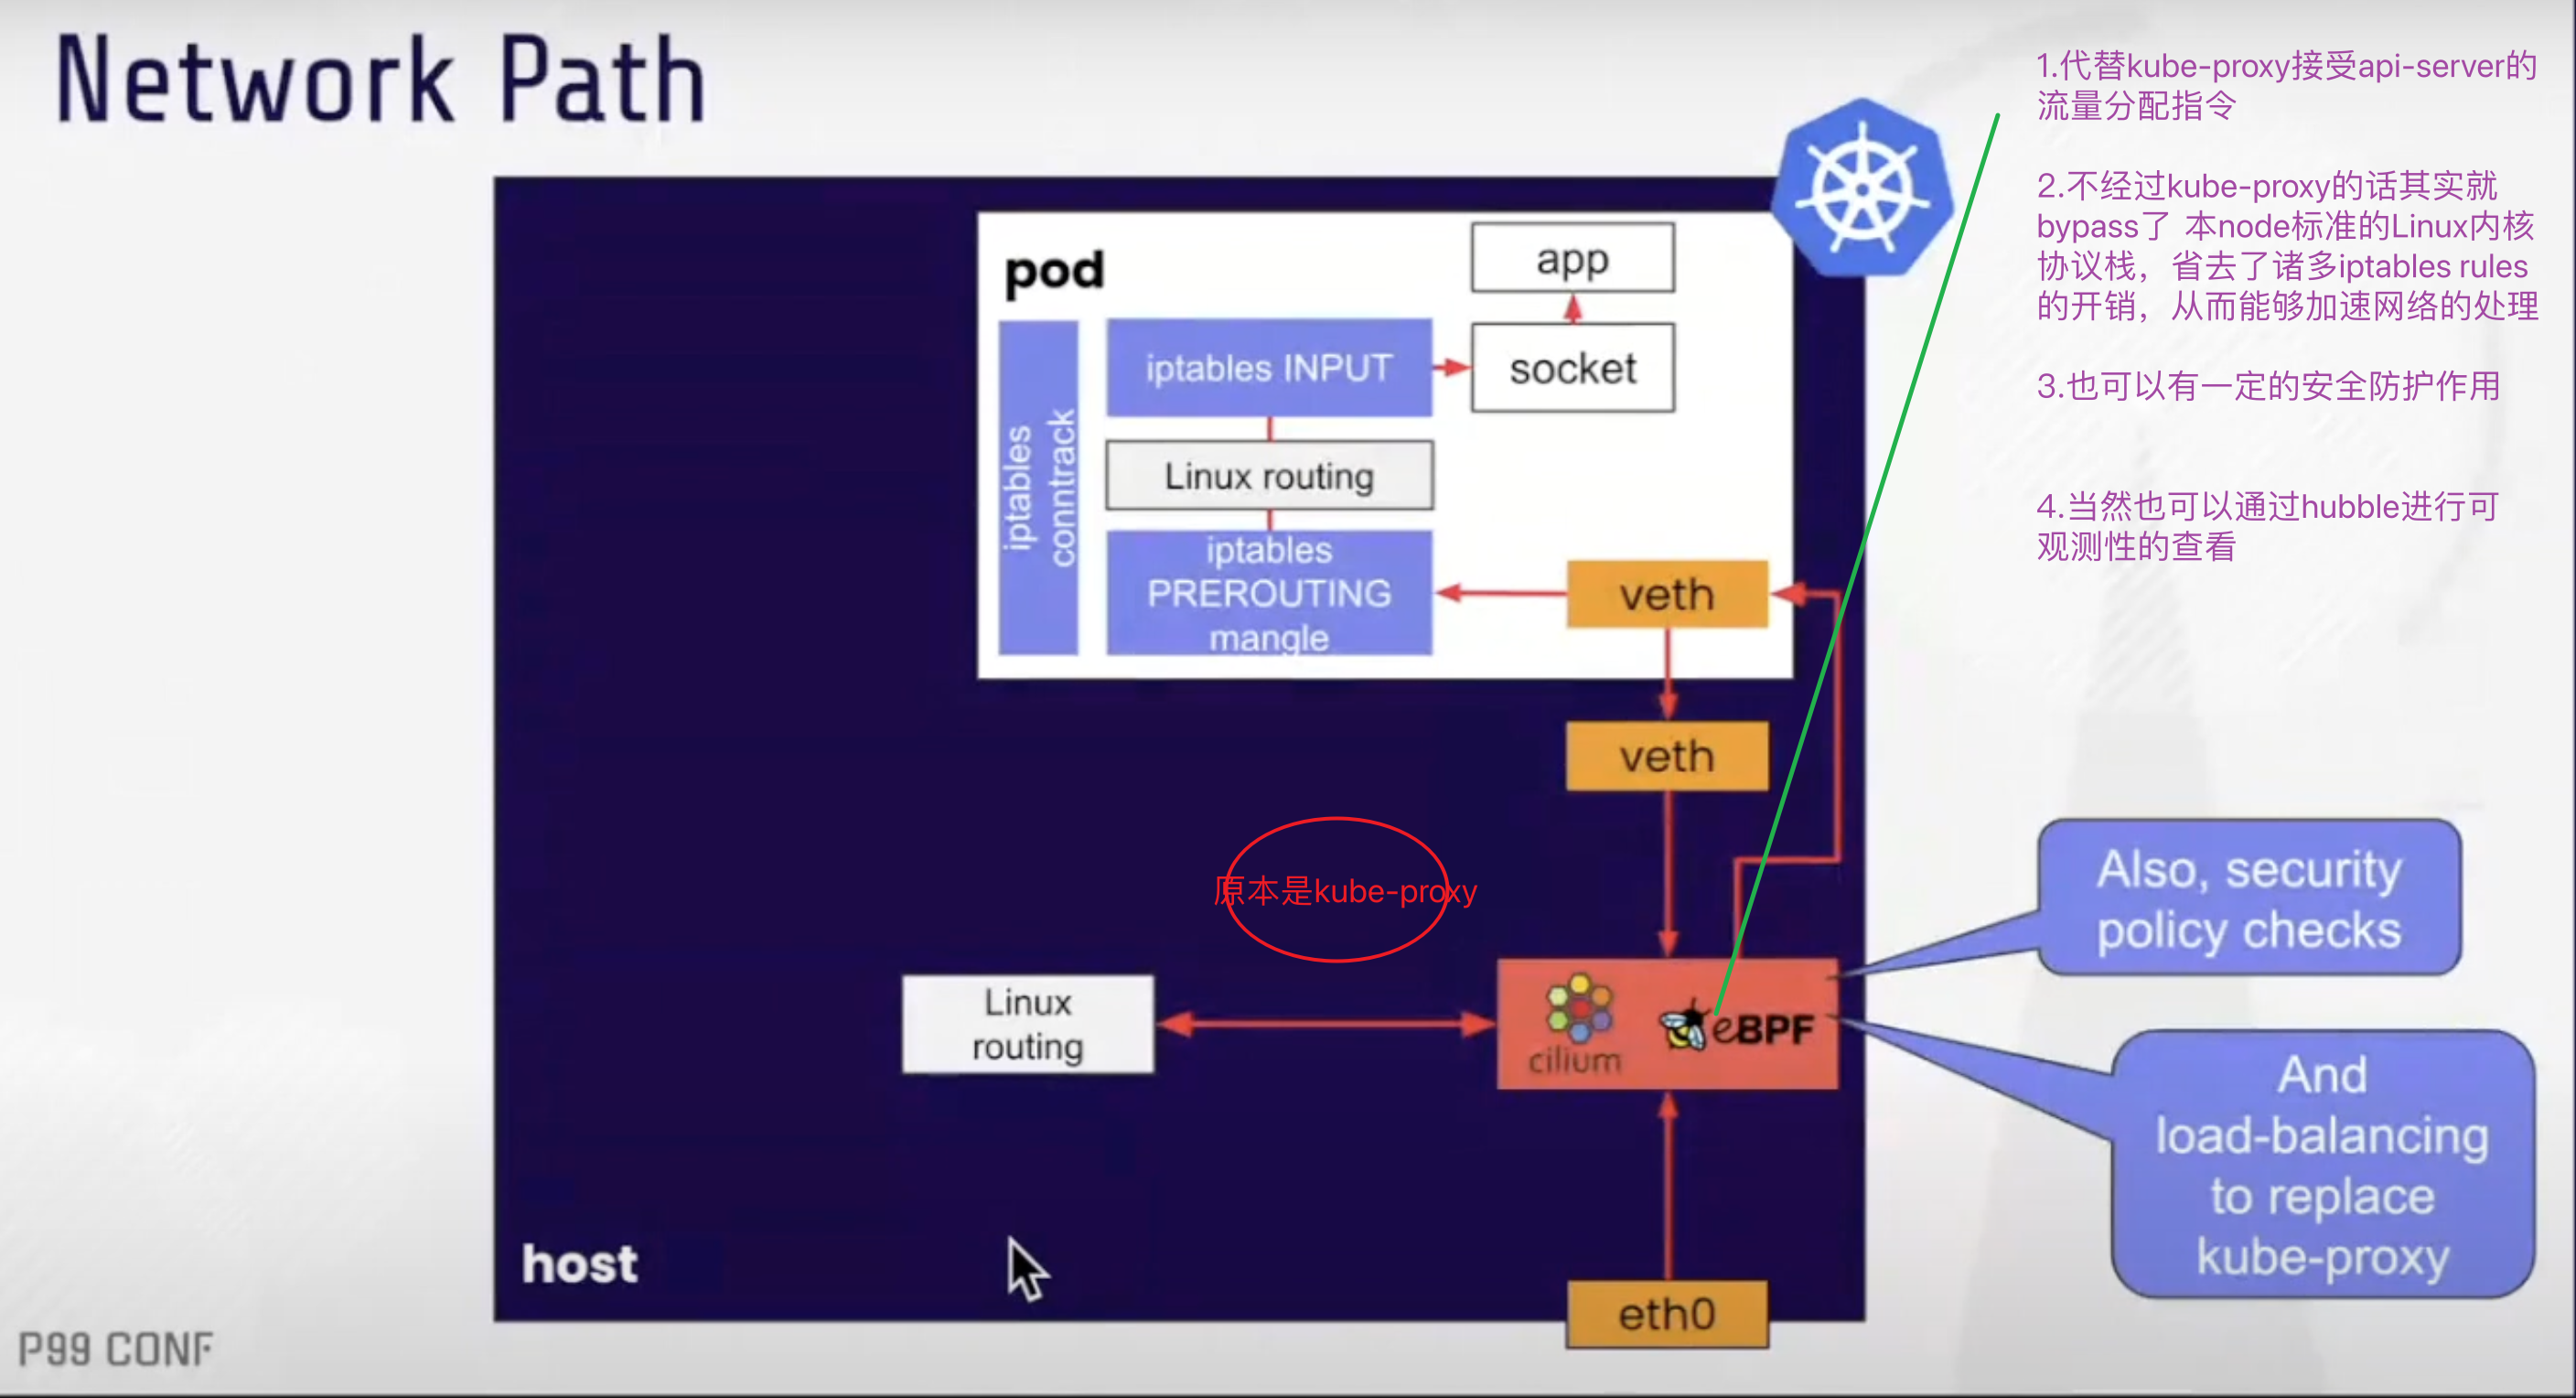 Network Path
1.代替kube-proxy接受api-server的
流量分配指令
2.不经过kube-proxy的话其实就
bypass了 本node标准的Linux内核
协议栈，省去了诸多iptables rules
的开销，从而能够加速网络的处理
3.也可以有一定的安全防护作用
4.当然也可以通过hubble进行可
观测性的查看
pod
app
iptables INPUT
socket
iptables
conntrack
Linux routing
iptables
PREROUTING
mangle
veth
veth
原本是kube-proxy
Also, security
policy checks
Linux
routing
cilium
eBPF
And
load-balancing
to replace
kube-proxy
host
eth0
P99 CONF